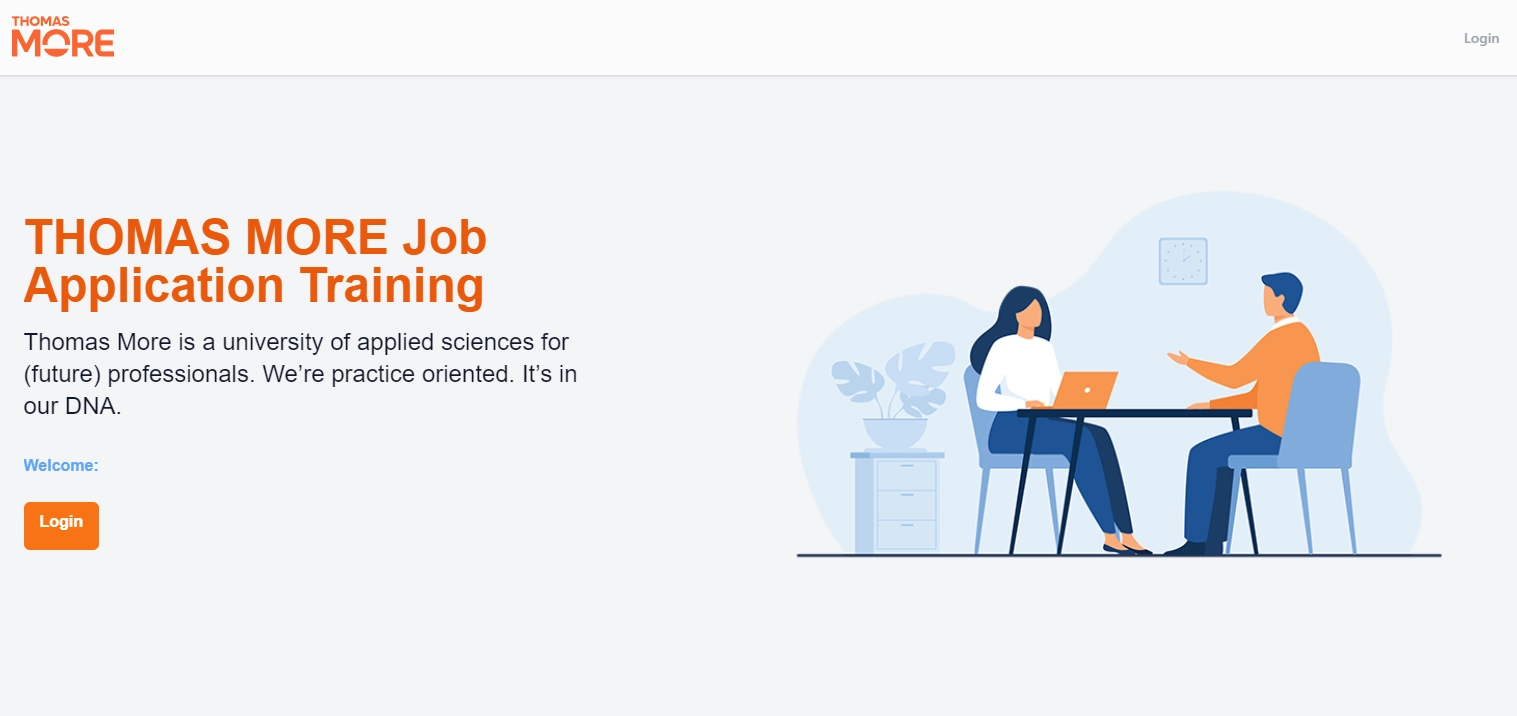 THOMAS
MORE
Login
THOMAS MORE Job
Application Training
Thomas More is a university of applied sciences for
(future) professionals. We’re practice oriented. It’s in
our DNA.
Welcome:
Login